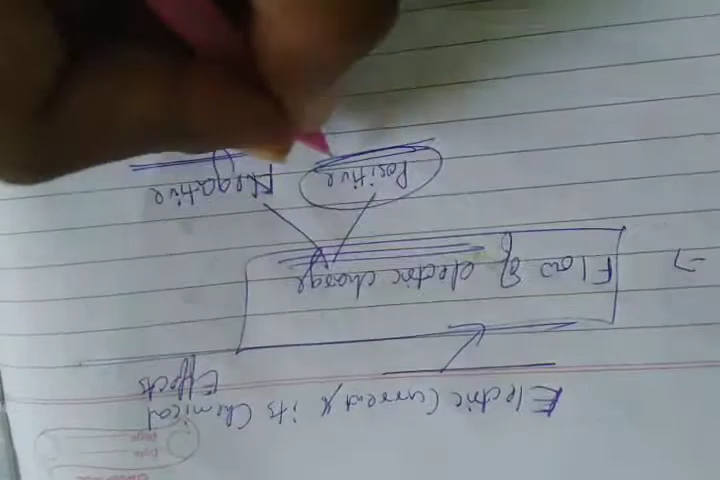 Electric Current & its Chemical
Effects
→ Flow of electric charge
Positive Negative